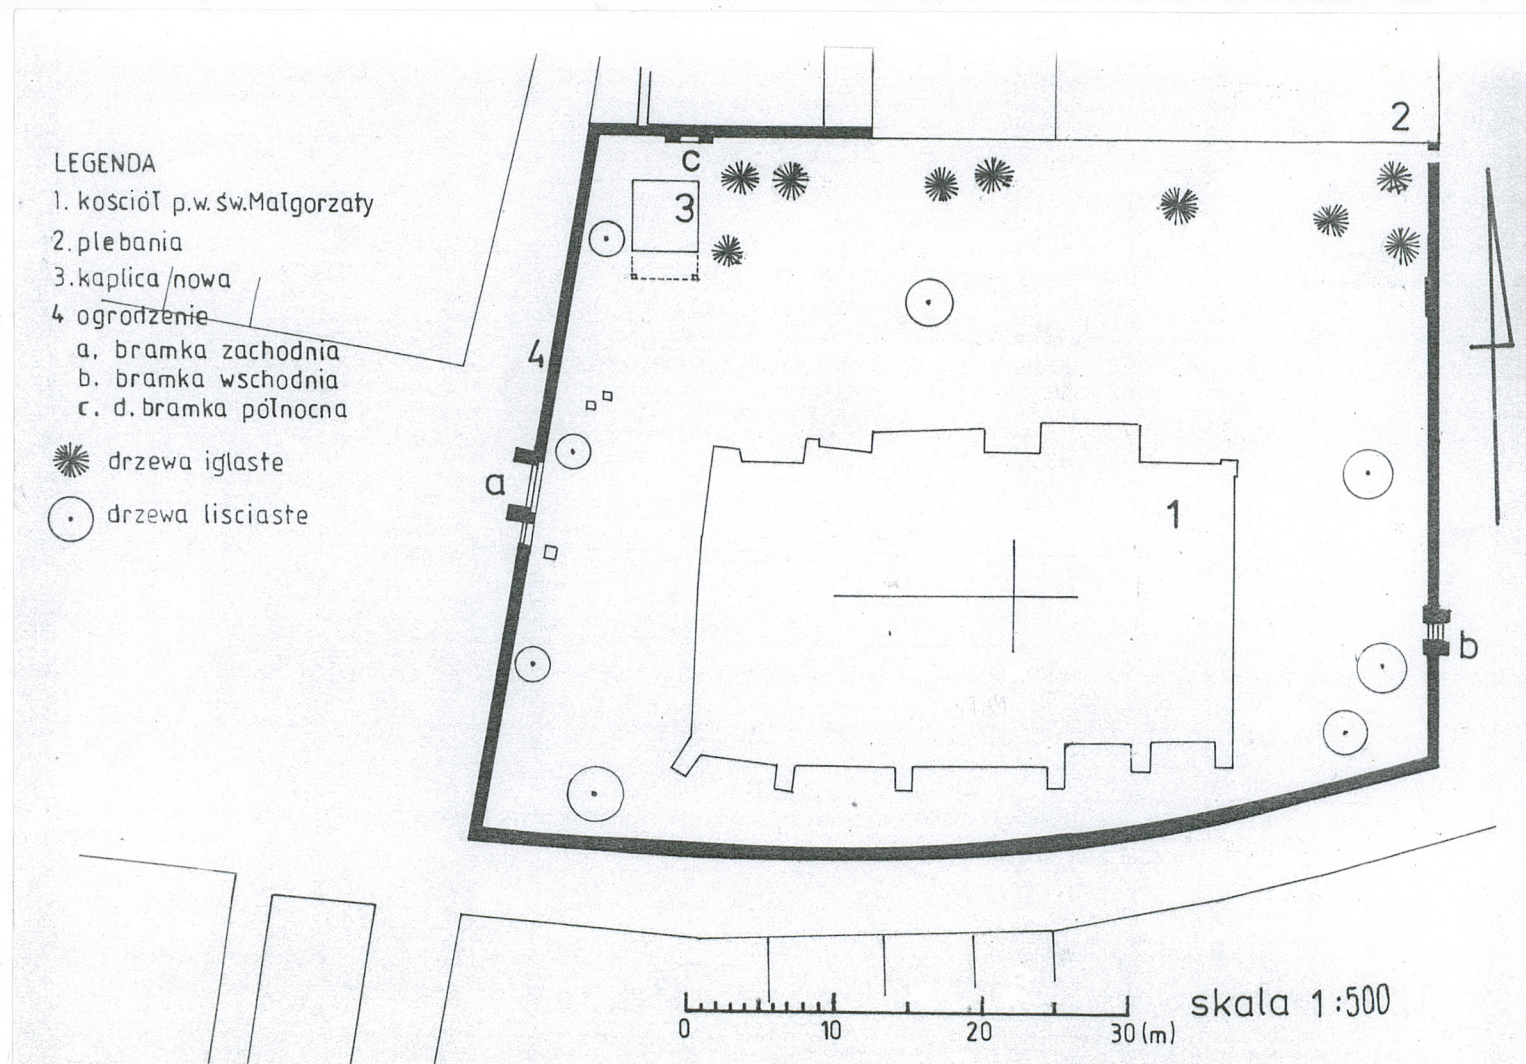 LEGENDA
1. kościół p.w. św. Małgorzaty
2. plebania
3. kaplica /nowa
4 ogrodzenie
a. bramka zachodnia
b. bramka wschodnia
c. d. bramka północna
drzewa iglaste
drzewa lisciaste
2
c
3
4
a
1
b
skala 1:500
0 10 20 30 (m)